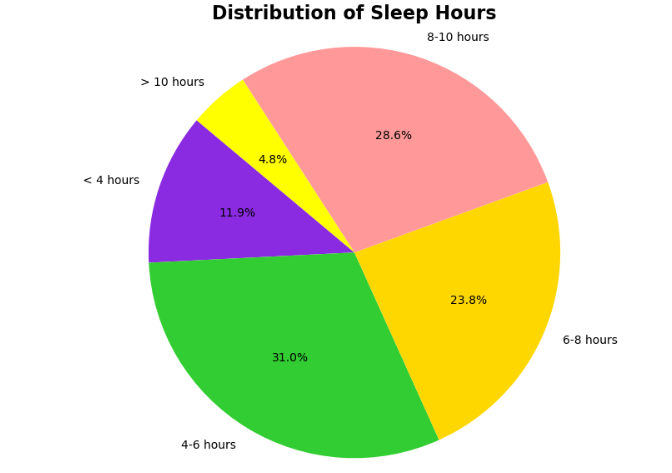 Distribution of Sleep Hours
8-10 hours
> 10 hours
28.6%
4.8%
< 4 hours
11.9%
23.8%
6-8 hours
31.0%
4-6 hours